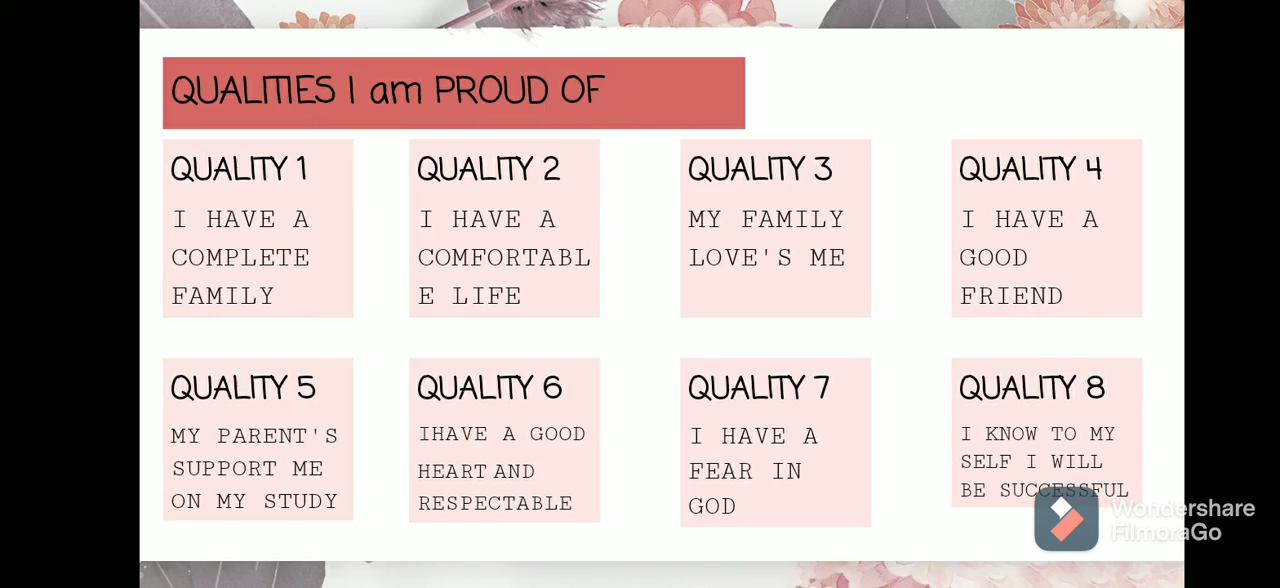 QUALITIES I am PROUD OF
QUALITY 1
I HAVE A
COMPLETE
FAMILY
QUALITY 2
I HAVE A
COMFORTABL
E LIFE
QUALITY 3
MY FAMILY
LOVE'S ME
QUALITY 4
I HAVE A
GOOD
FRIEND
QUALITY 5
MY PARENT'S
SUPPORT ME
ON MY STUDY
QUALITY 6
IHAVE A GOOD
HEART AND
RESPECTABLE
QUALITY 7
I HAVE A
FEAR IN
GOD
QUALITY 8
I KNOW TO MY
SELF I WILL
BE SUCCESSFUL
Wondershare
FilmoraGo